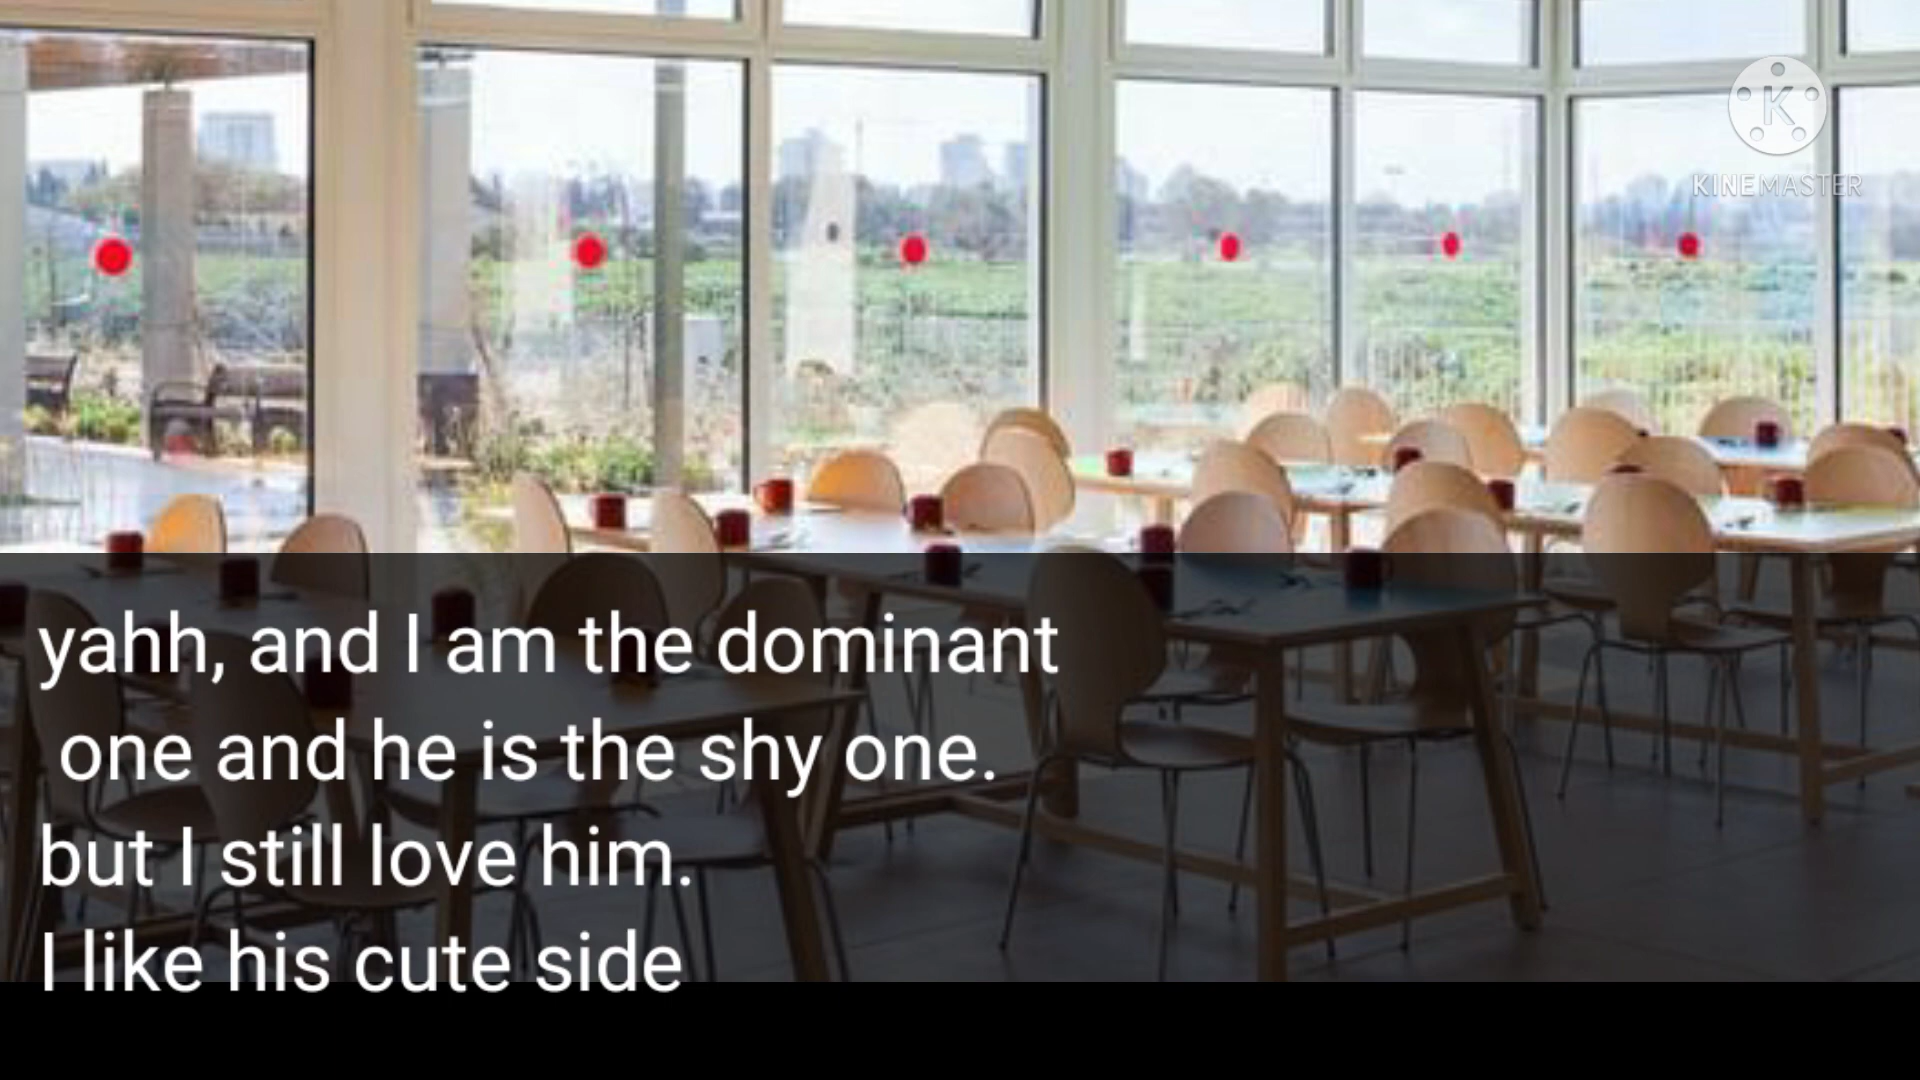 KINEMASTER
yahh, and I am the dominant
one and he is the shy one.
but I still love him.
I like his cute side